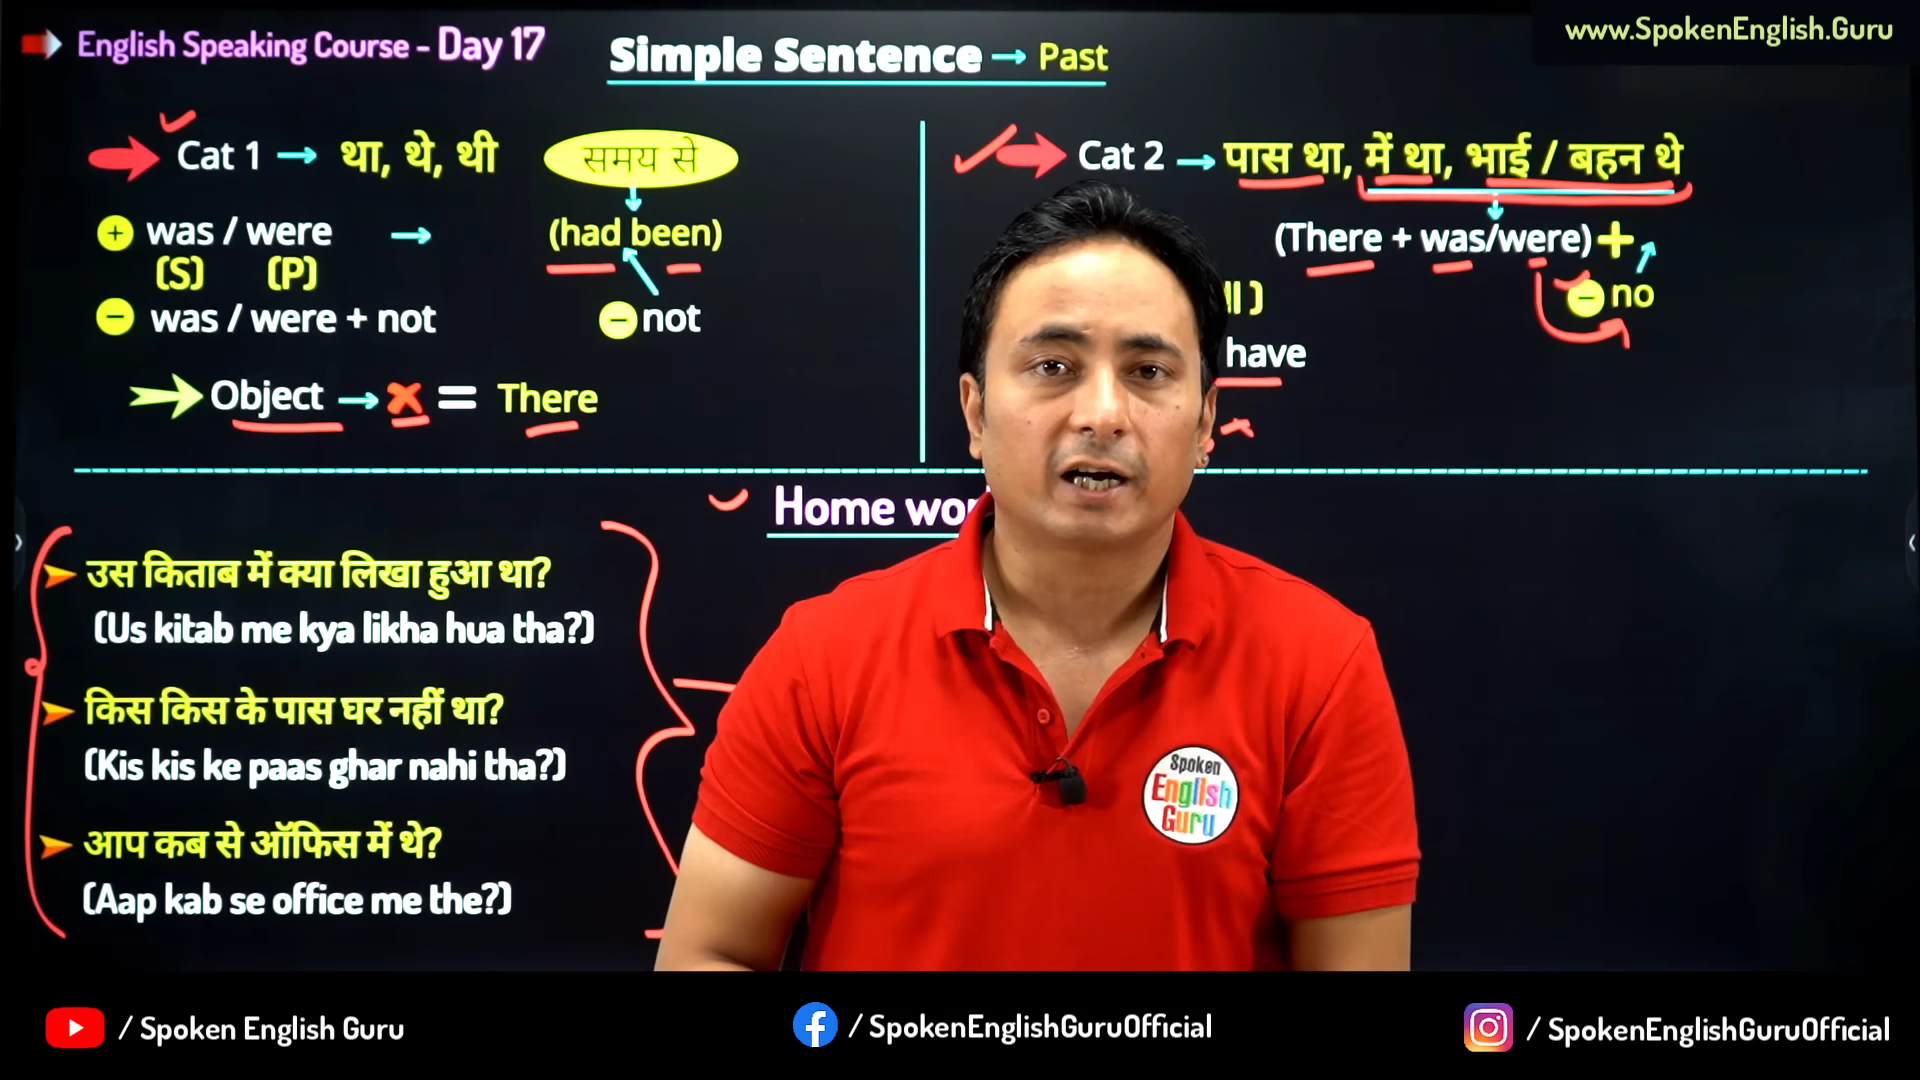 English Speaking Course - Day 17
Simple Sentence → Past
www.SpokenEnglish.Guru
Cat 1 → था, थे, थी
समय से
+ was / were →
(had been)
(S) (P)
− was / were + not
− not
Object → × = There
Cat 2 → पास था, में था, भाई / बहन थे
(There + was/were) +
− no
)
have
Home
उस किताब में क्या लिखा हुआ था?
(Us kitab me kya likha hua tha?)
किस किस के पास घर नहीं था?
(Kis kis ke paas ghar nahi tha?)
आप कब से ऑफिस में थे?
(Aap kab se office me the?)
Spoken
English
Guru
/ Spoken English Guru
/ SpokenEnglishGuruOfficial
/ SpokenEnglishGuruOfficial